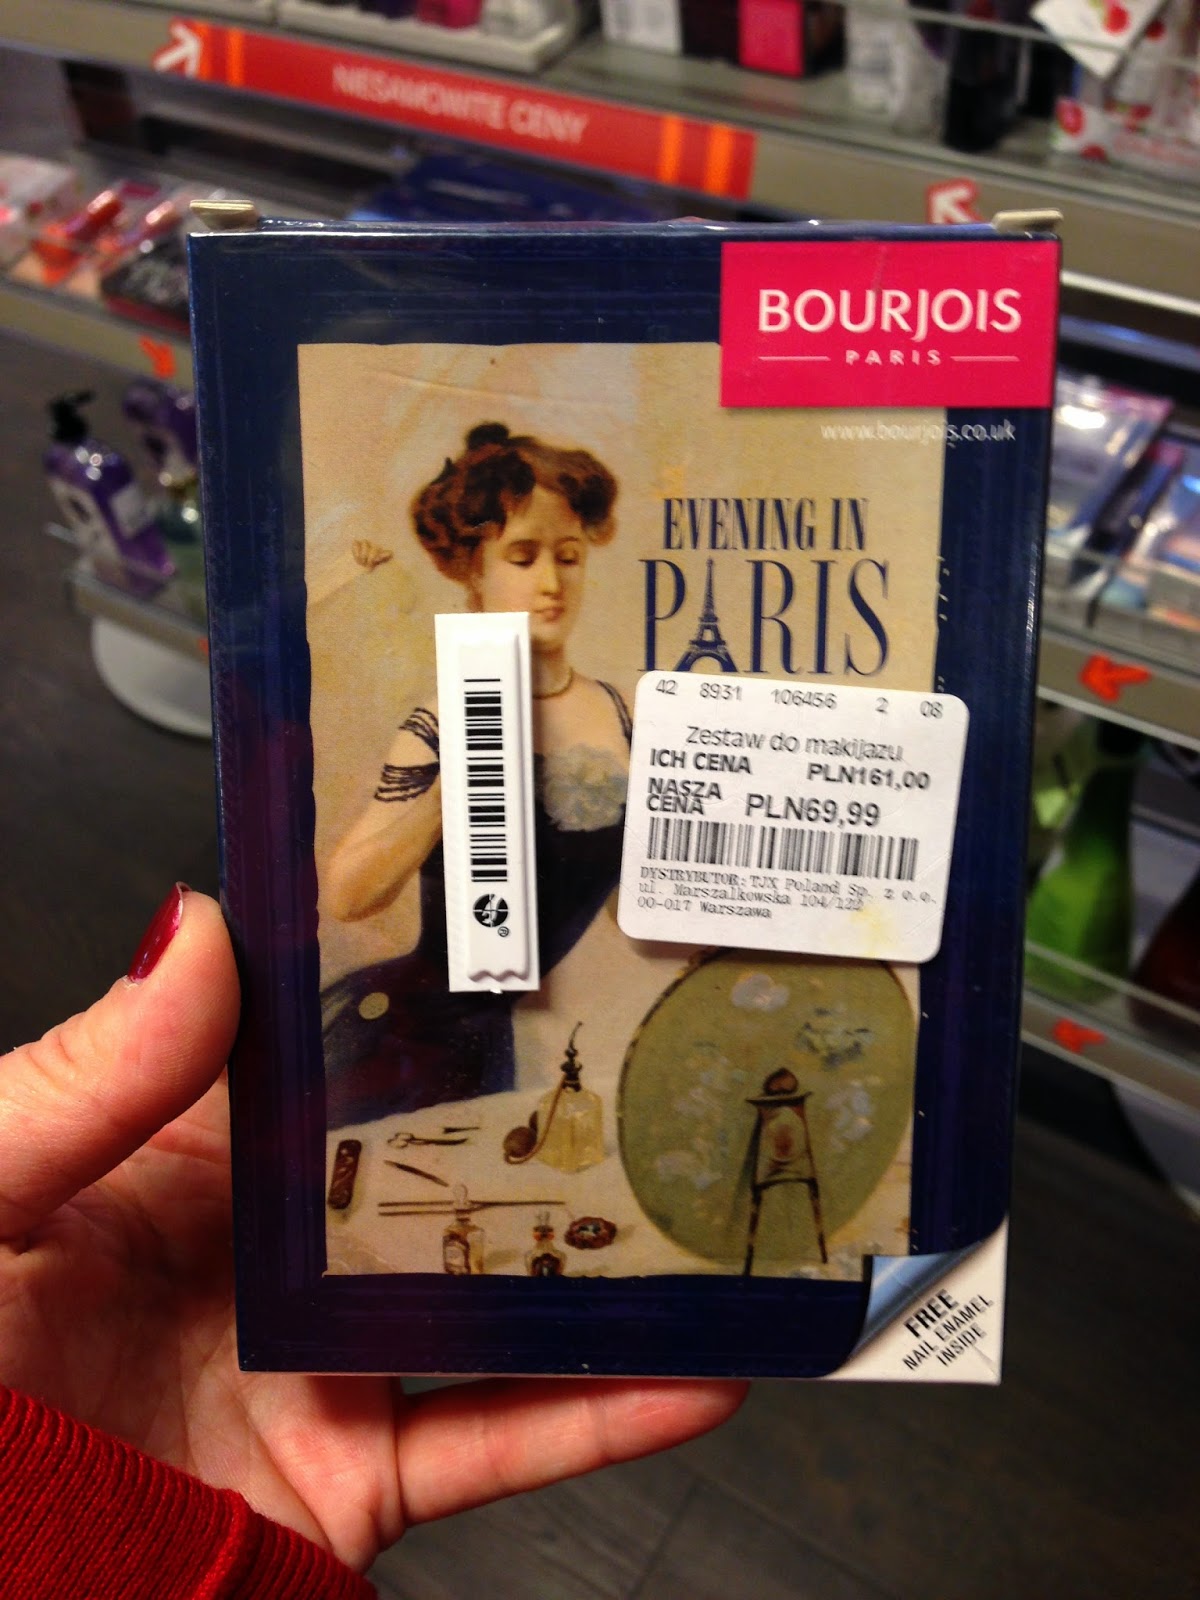 NIESAMOWITE CENY
BOURJOIS
PARIS
www.bourjois.co.uk
EVENING IN
PARIS
42 8931 106456 2 08
Zestaw do makijazu
ICH CENA PLN161,00
NASZA
CENA PLN69,99
DYSTRYBUTOR: TJX Poland Sp. z o.o.
ul. Marszalkowska 104/122
00-017 Warszawa
FREE
NAIL ENAMEL
INSIDE